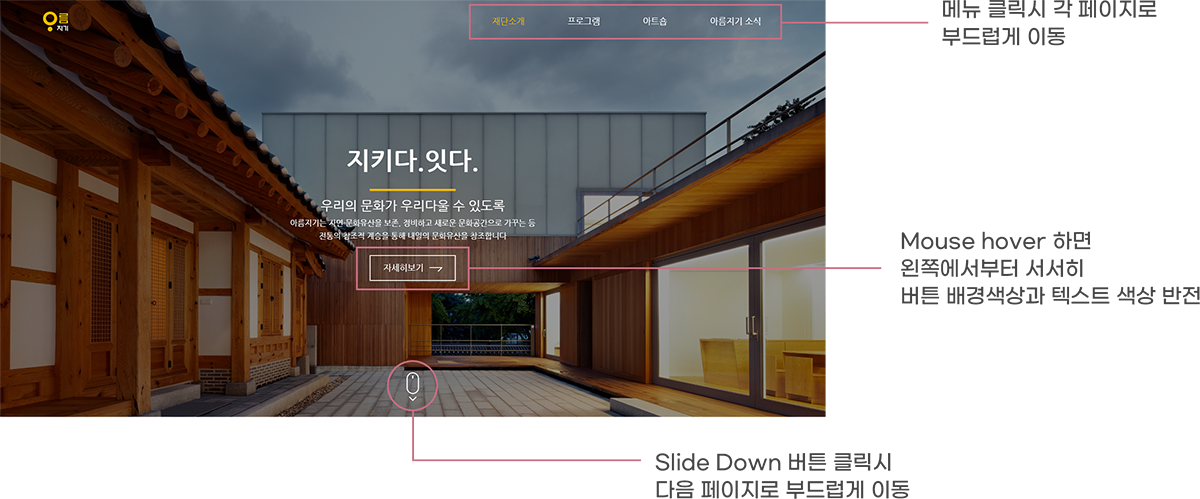 아름
지기
재단소개
프로그램
아트숍
아름지기 소식
메뉴 클릭시 각 페이지로
부드럽게 이동
지키다.잇다.
우리의 문화가 우리다울 수 있도록
아름지기는 자연·문화유산을 보존, 정비하고 새로운 문화공간으로 가꾸는 등
전통의 창조적 계승을 통해 내일의 문화유산을 창조합니다
자세히보기
Mouse hover 하면
왼쪽에서부터 서서히
버튼 배경색상과 텍스트 색상 반전
Slide Down 버튼 클릭시
다음 페이지로 부드럽게 이동